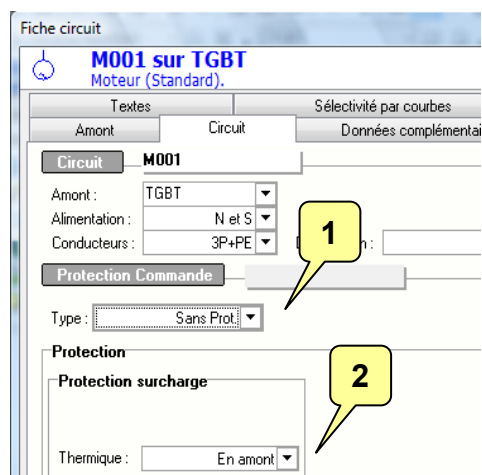 Fiche circuit
M001 sur TGBT
Moteur (Standard).
Textes Sélectivité par courbes
Amont Circuit Données complémentai
Circuit M001
Amont : TGBT
Alimentation : N et S
Conducteurs : 3P+PE
1
Protection Commande
Type : Sans Prot.
Protection
Protection surcharge
2
Thermique : En amont